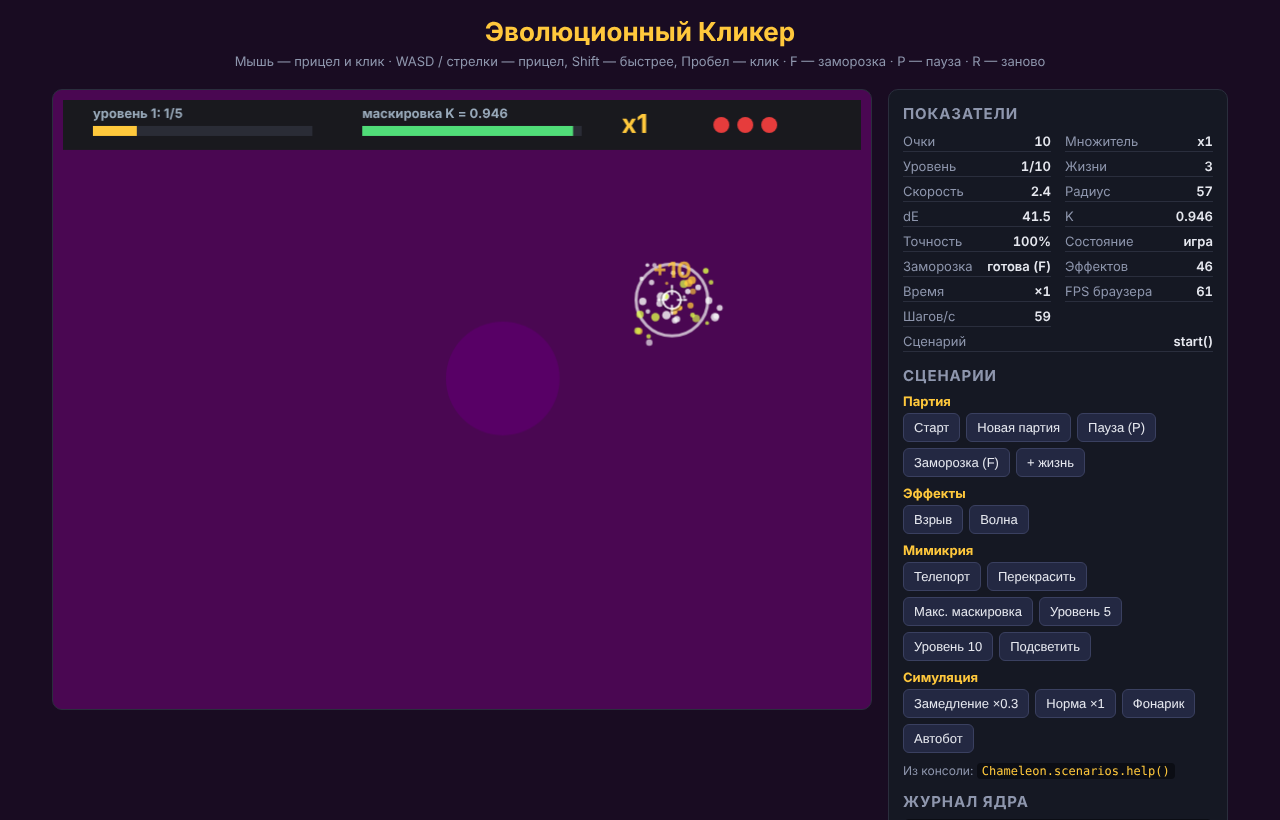 Эволюционный Кликер
Мышь — прицел и клик · WASD / стрелки — прицел, Shift — быстрее, Пробел — клик · F — заморозка · P — пауза · R — заново
уровень 1: 1/5
маскировка K = 0.946
x1
+10
ПОКАЗАТЕЛИ
Очки 10 Множитель x1
Уровень 1/10 Жизни 3
Скорость 2.4 Радиус 57
dE 41.5 K 0.946
Точность 100% Состояние игра
Заморозка готова (F) Эффектов 46
Время ×1 FPS браузера 61
Шагов/с 59
Сценарий start()
СЦЕНАРИИ
Партия
Старт Новая партия Пауза (P)
Заморозка (F) + жизнь
Эффекты
Взрыв Волна
Мимикрия
Телепорт Перекрасить
Макс. маскировка Уровень 5
Уровень 10 Подсветить
Симуляция
Замедление ×0.3 Норма ×1 Фонарик
Автобот
Из консоли: Chameleon.scenarios.help()
ЖУРНАЛ ЯДРА